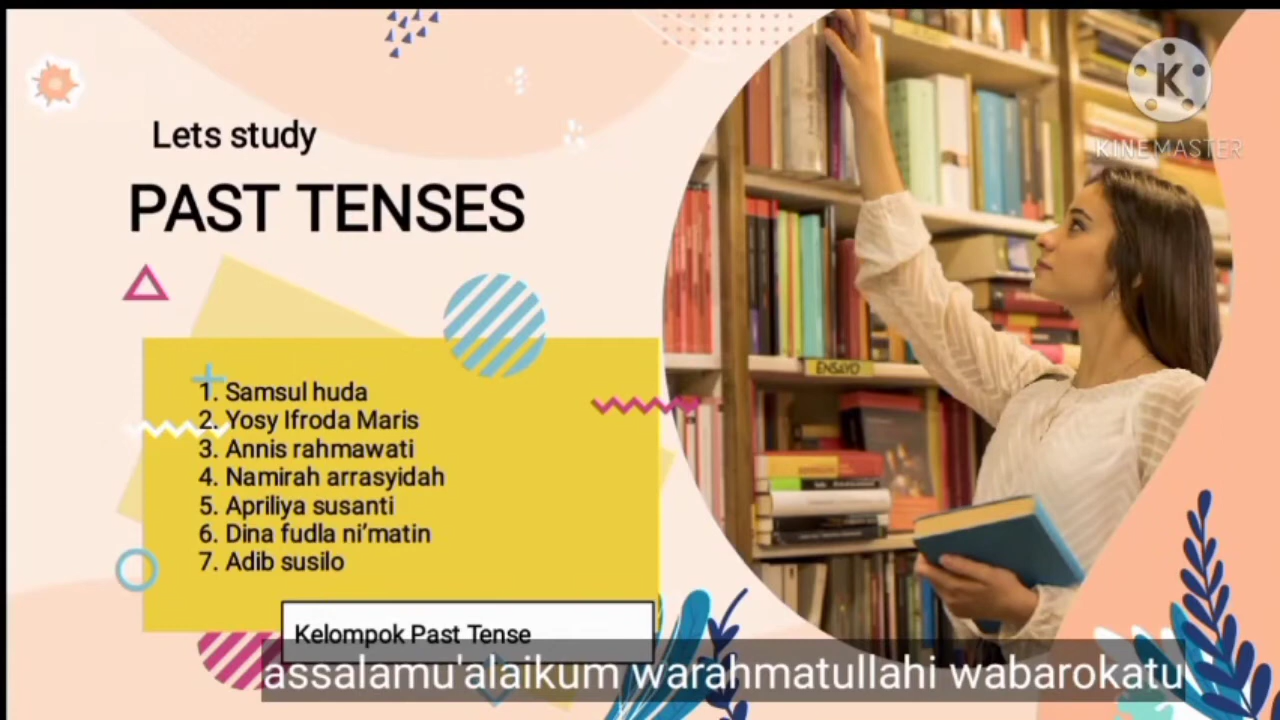 Lets study
PAST TENSES
1. Samsul huda
2. Yosy Ifroda Maris
3. Annis rahmawati
4. Namirah arrasyidah
5. Apriliya susanti
6. Dina fudla ni’matin
7. Adib susilo
Kelompok Past Tense
assalamu'alaikum warahmatullahi wabarokatu
K
KINEMASTER
ENSAYO